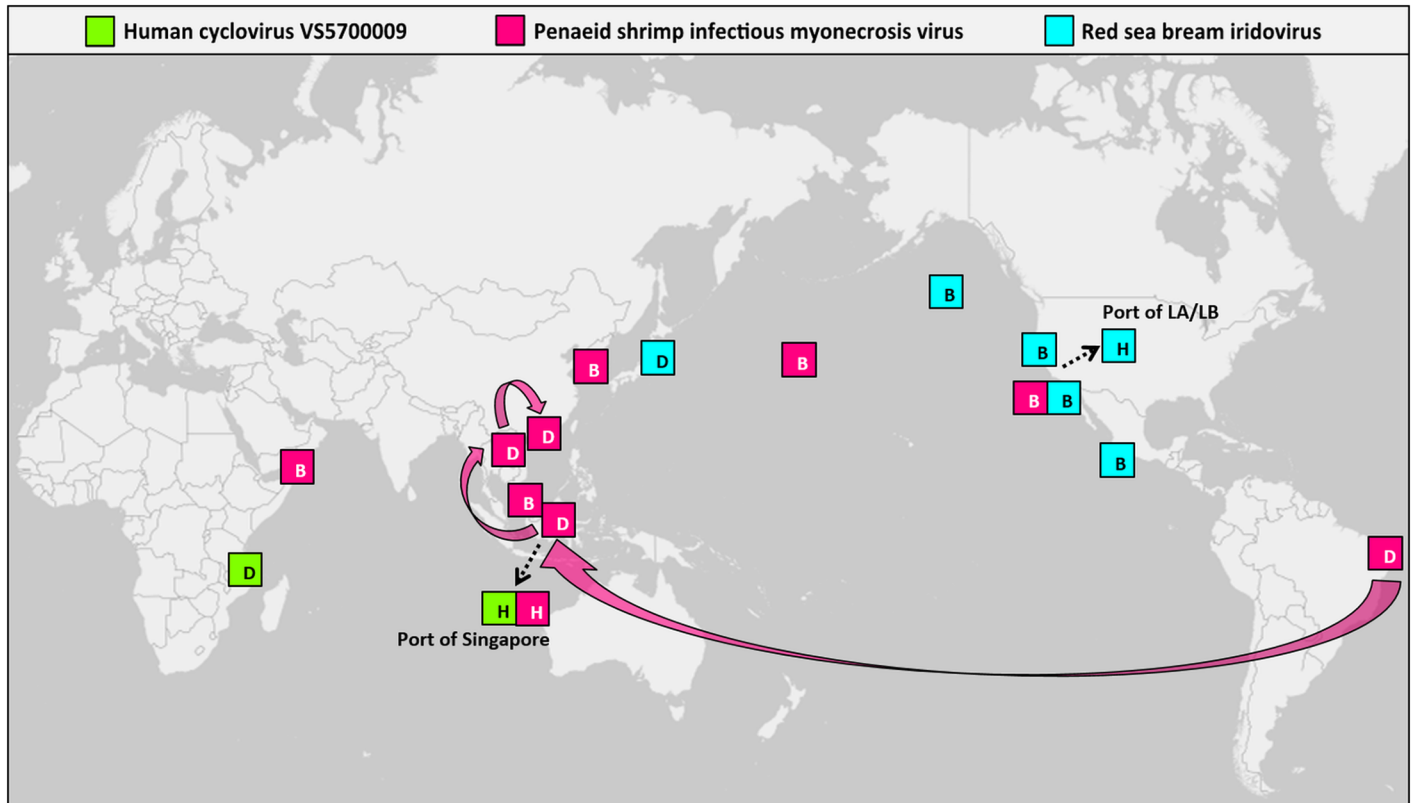 Human cyclovirus VS5700009 Penaeid shrimp infectious myonecrosis virus Red sea bream iridovirus
B
Port of LA/LB
B H
B D B
B B
D
D B
B
B
D
D
D
H H
Port of Singapore